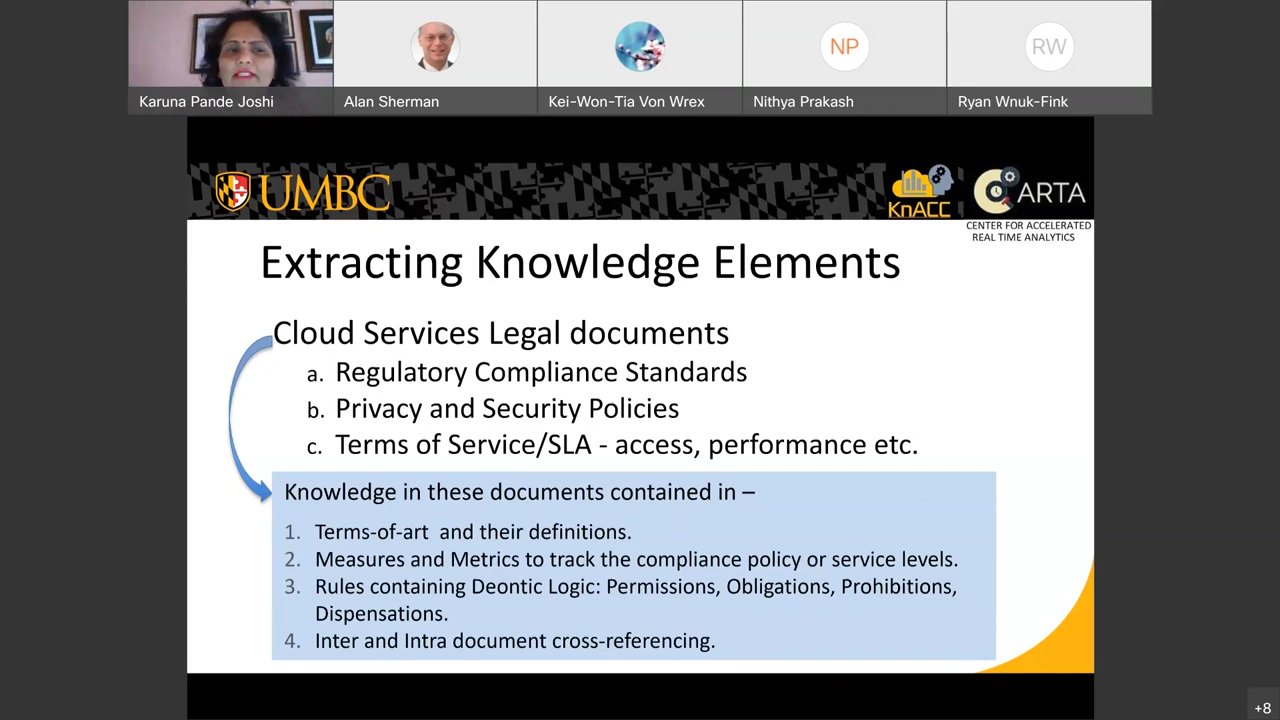 Karuna Pande Joshi
Alan Sherman
Kei-Won-Tia Von Wrex
NP
Nithya Prakash
RW
Ryan Wnuk-Fink
UMBC
KnACC
CARTA
CENTER FOR ACCELERATED
REAL TIME ANALYTICS
Extracting Knowledge Elements
Cloud Services Legal documents
a. Regulatory Compliance Standards
b. Privacy and Security Policies
c. Terms of Service/SLA - access, performance etc.
Knowledge in these documents contained in –
1. Terms-of-art and their definitions.
2. Measures and Metrics to track the compliance policy or service levels.
3. Rules containing Deontic Logic: Permissions, Obligations, Prohibitions,
Dispensations.
4. Inter and Intra document cross-referencing.
+8